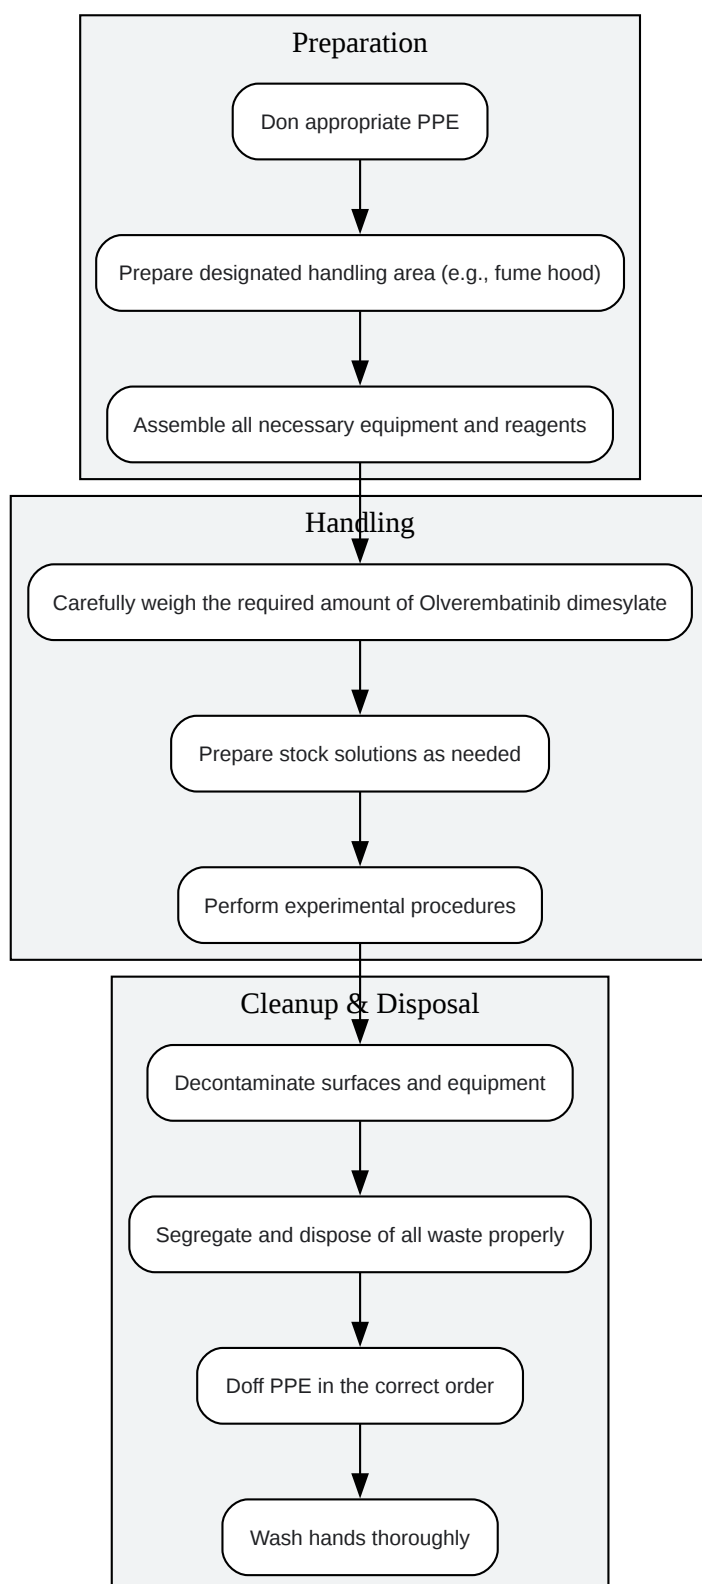 Preparation
Don appropriate PPE
Prepare designated handling area (e.g., fume hood)
Assemble all necessary equipment and reagents
Handling
Carefully weigh the required amount of Olverembatinib dimesylate
Prepare stock solutions as needed
Perform experimental procedures
Cleanup & Disposal
Decontaminate surfaces and equipment
Segregate and dispose of all waste properly
Doff PPE in the correct order
Wash hands thoroughly